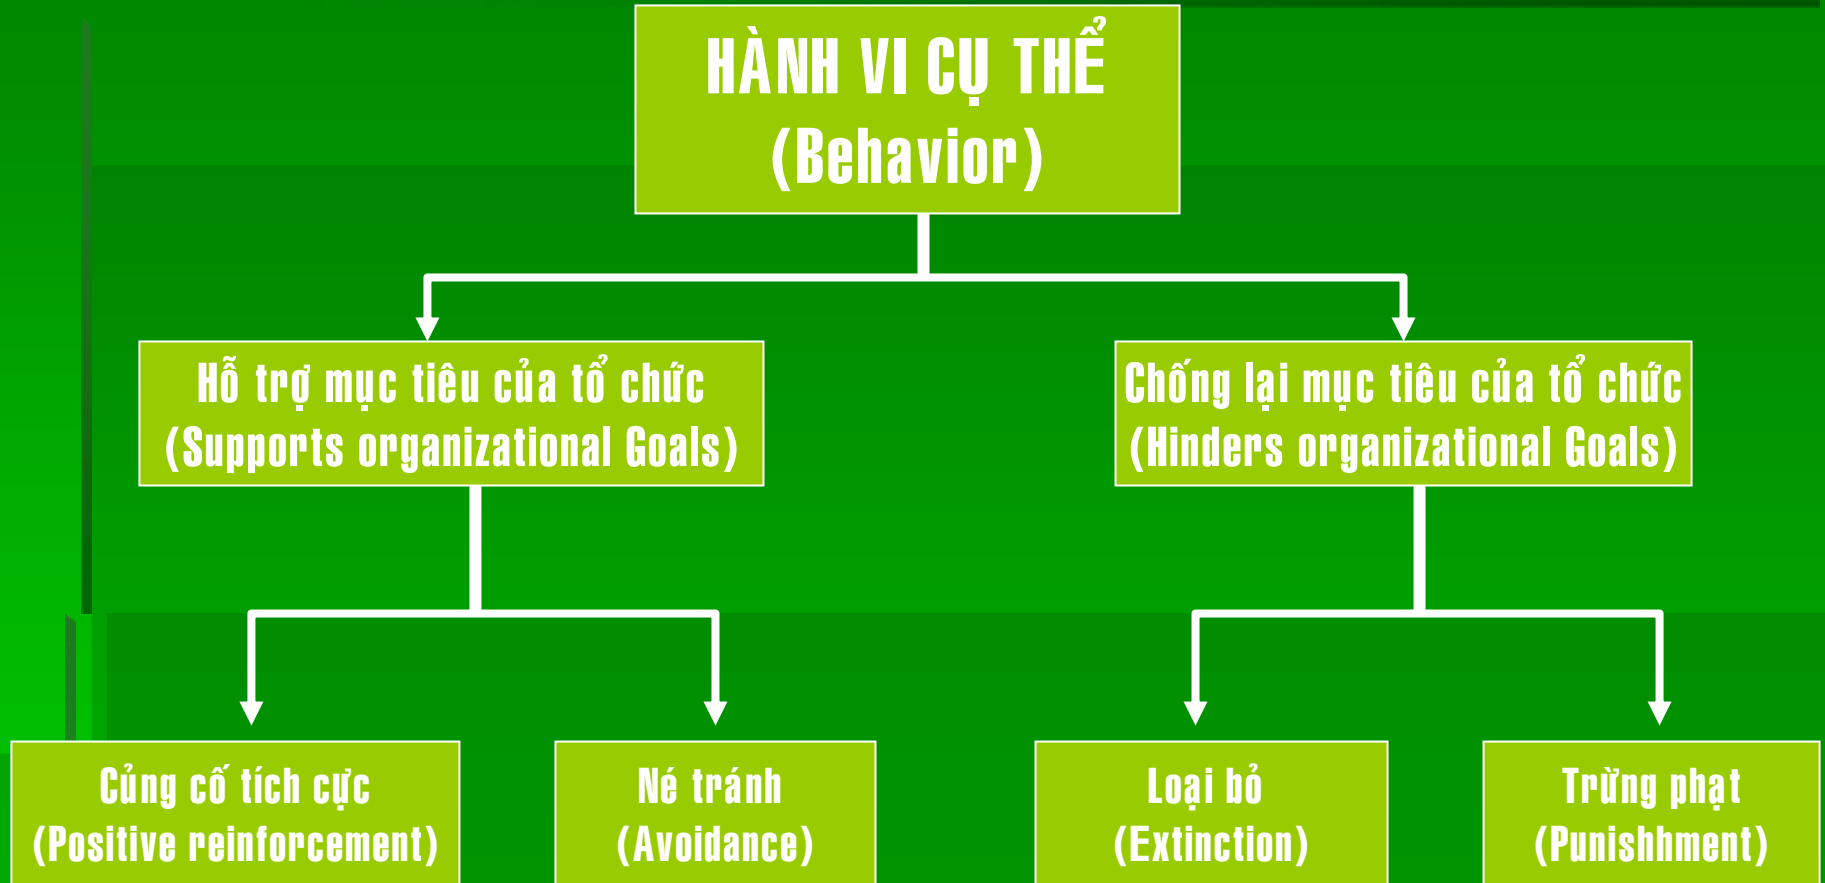 HÀNH VI CỤ THỂ
(Behavior)
Hỗ trợ mục tiêu của tổ chức
(Supports organizational Goals)
Chống lại mục tiêu của tổ chức
(Hinders organizational Goals)
Củng cố tích cực
(Positive reinforcement)
Né tránh
(Avoidance)
Loại bỏ
(Extinction)
Trừng phạt
(Punishhment)